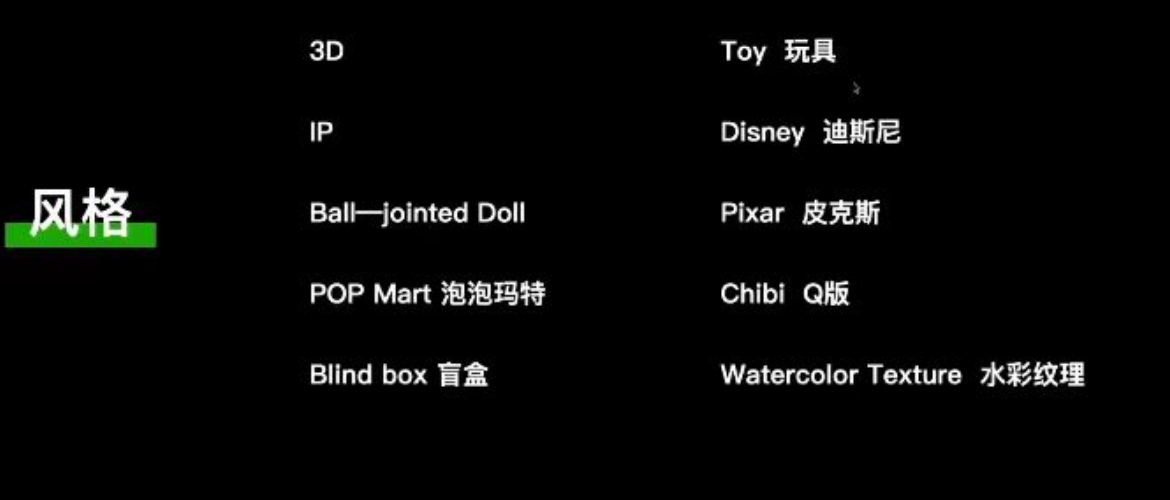 风格
3D
IP
Ball—jointed Doll
POP Mart 泡泡玛特
Blind box 盲盒
Toy 玩具
Disney 迪斯尼
Pixar 皮克斯
Chibi Q版
Watercolor Texture 水彩纹理